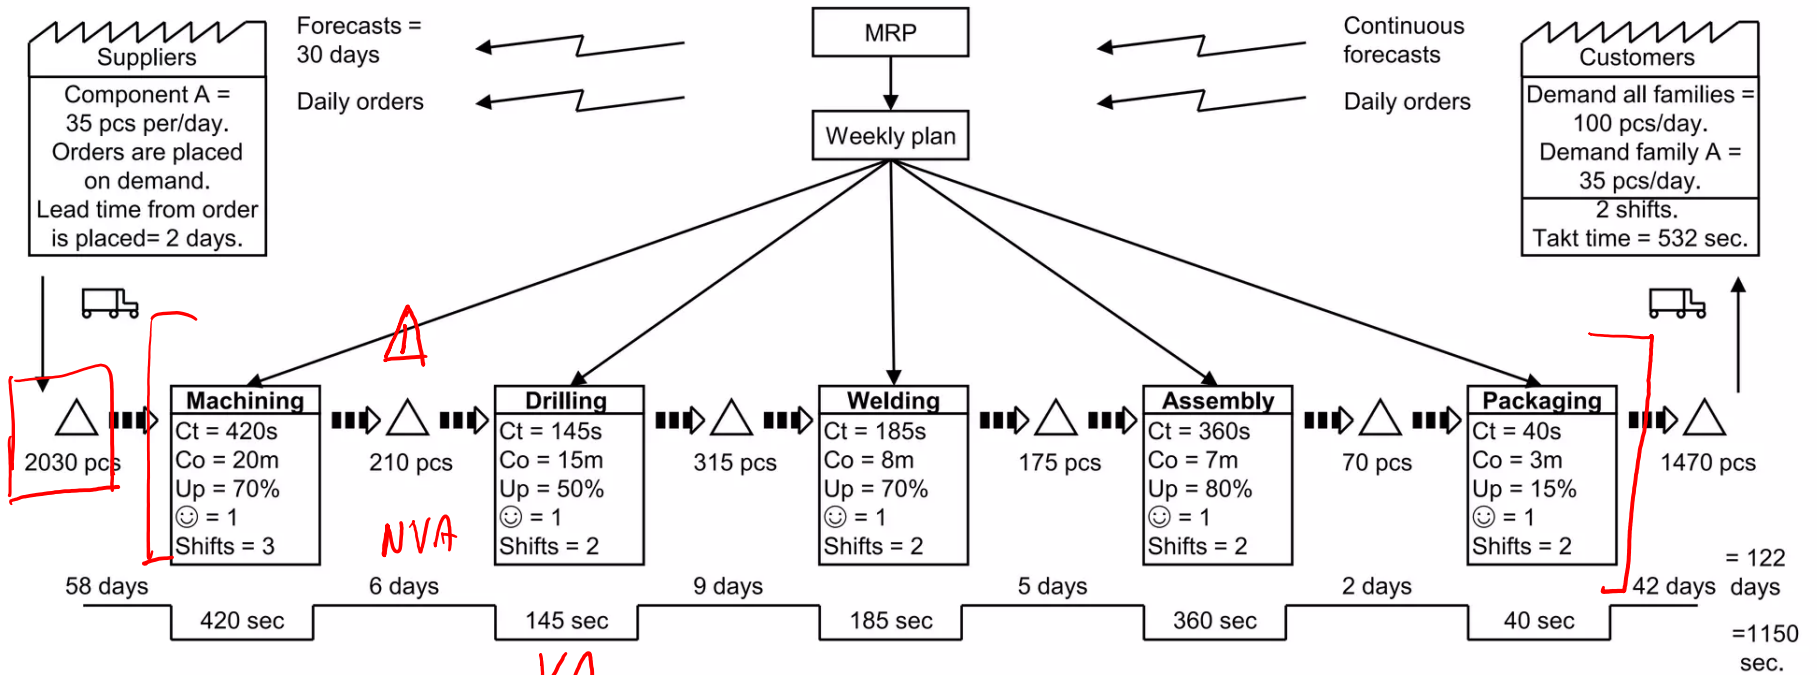 Suppliers
Component A =
35 pcs per/day.
Orders are placed
on demand.
Lead time from order
is placed= 2 days.
Forecasts =
30 days
Daily orders
MRP
Weekly plan
Continuous
forecasts
Daily orders
Customers
Demand all families =
100 pcs/day.
Demand family A =
35 pcs/day.
2 shifts.
Takt time = 532 sec.
2030 pcs
Machining
Ct = 420s
Co = 20m
Up = 70%
☺ = 1
Shifts = 3
210 pcs
NVA
Drilling
Ct = 145s
Co = 15m
Up = 50%
☺ = 1
Shifts = 2
315 pcs
Welding
Ct = 185s
Co = 8m
Up = 70%
☺ = 1
Shifts = 2
175 pcs
Assembly
Ct = 360s
Co = 7m
Up = 80%
☺ = 1
Shifts = 2
70 pcs
Packaging
Ct = 40s
Co = 3m
Up = 15%
☺ = 1
Shifts = 2
1470 pcs
58 days
6 days
9 days
5 days
2 days
42 days
= 122
days
420 sec
145 sec
185 sec
360 sec
40 sec
=1150
sec.